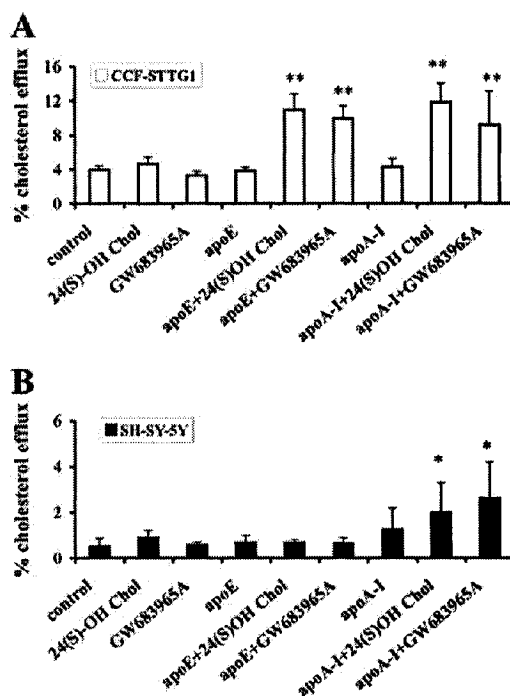 A
CCF-STTG1
% cholesterol efflux
16
12
8
4
0
** ** ** **
control
24(S)-OH Chol
GW683965A
apoE
apoE+24(S)OH Chol
apoE+GW683965A
apoA-I
apoA-I+24(S)OH Chol
apoA-I+GW683965A
B
SH-SY-5Y
% cholesterol efflux
6
4
2
0
* *
control
24(S)-OH Chol
GW683965A
apoE
apoE+24(S)OH Chol
apoE+GW683965A
apoA-I
apoA-I+24(S)OH Chol
apoA-I+GW683965A